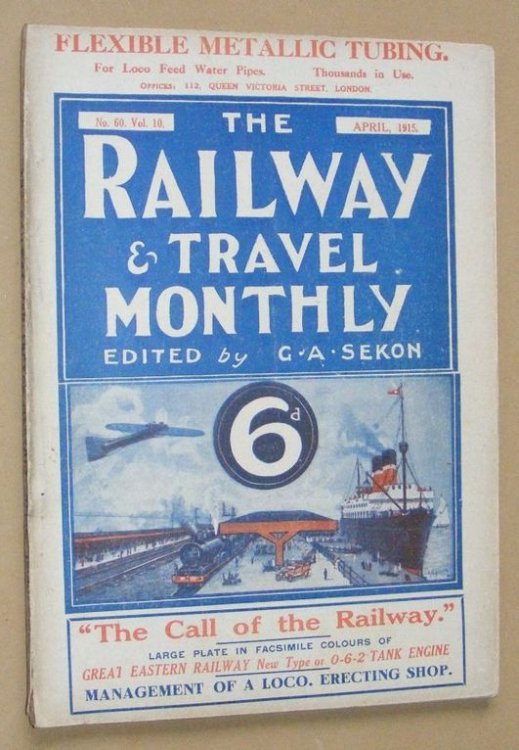 FLEXIBLE METALLIC TUBING.
For Loco Feed Water Pipes. Thousands in Use.
OFFICES: 112, QUEEN VICTORIA STREET, LONDON.
No. 60. Vol. 10.
APRIL, 1915.
THE
RAILWAY
& TRAVEL
MONTHLY
EDITED by G·A·SEKON
6d
"The Call of the Railway."
LARGE PLATE IN FACSIMILE COLOURS OF
GREAT EASTERN RAILWAY New Type of 0-6-2 TANK ENGINE
MANAGEMENT OF A LOCO. ERECTING SHOP.